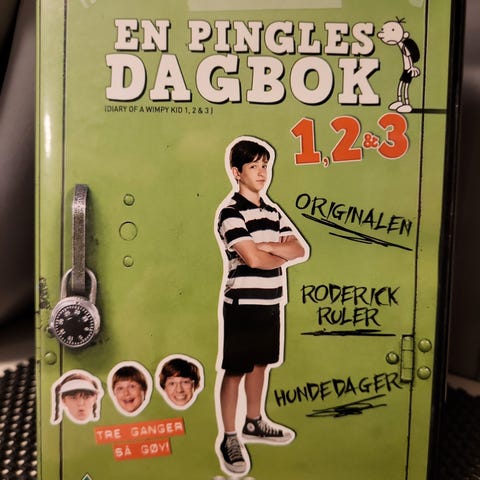 EN PINGLES
DAGBOK
(DIARY OF A WIMPY KID 1, 2 & 3)
1, 2 & 3
ORIGINALEN
RODERICK
RULER
HUNDEDAGER
TRE GANGER
SÅ GØY!